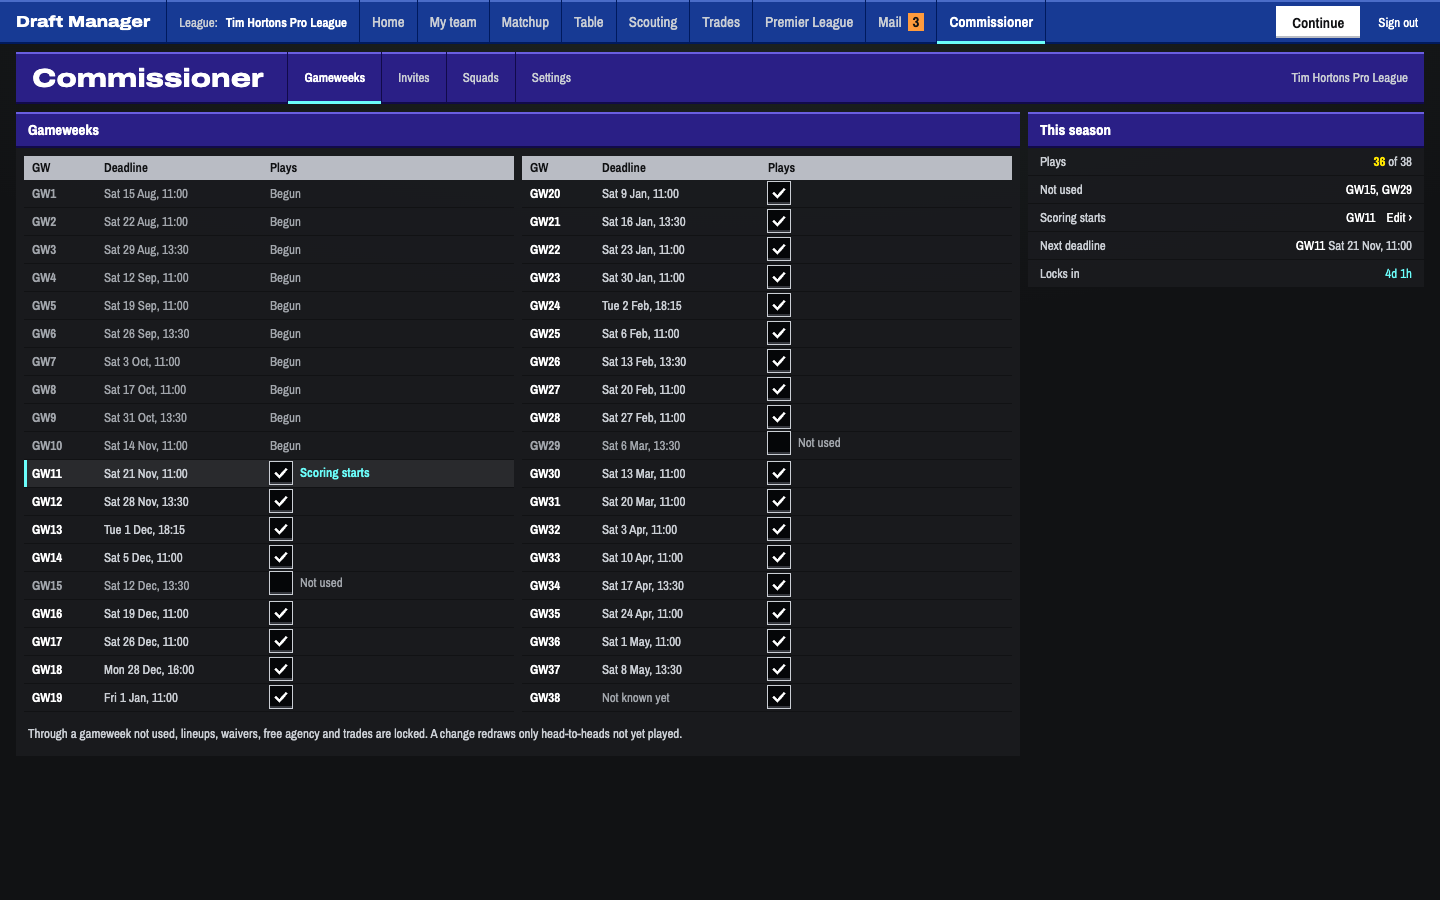 Draft Manager
League: Tim Hortons Pro League
Home
My team
Matchup
Table
Scouting
Trades
Premier League
Mail 3
Commissioner
Continue
Sign out
Commissioner
Gameweeks
Invites
Squads
Settings
Tim Hortons Pro League
Gameweeks
GW Deadline Plays
GW1 Sat 15 Aug, 11:00 Begun
GW2 Sat 22 Aug, 11:00 Begun
GW3 Sat 29 Aug, 13:30 Begun
GW4 Sat 12 Sep, 11:00 Begun
GW5 Sat 19 Sep, 11:00 Begun
GW6 Sat 26 Sep, 13:30 Begun
GW7 Sat 3 Oct, 11:00 Begun
GW8 Sat 17 Oct, 11:00 Begun
GW9 Sat 31 Oct, 13:30 Begun
GW10 Sat 14 Nov, 11:00 Begun
GW11 Sat 21 Nov, 11:00 Scoring starts
GW12 Sat 28 Nov, 13:30
GW13 Tue 1 Dec, 18:15
GW14 Sat 5 Dec, 11:00
GW15 Sat 12 Dec, 13:30 Not used
GW16 Sat 19 Dec, 11:00
GW17 Sat 26 Dec, 11:00
GW18 Mon 28 Dec, 16:00
GW19 Fri 1 Jan, 11:00
GW Deadline Plays
GW20 Sat 9 Jan, 11:00
GW21 Sat 16 Jan, 13:30
GW22 Sat 23 Jan, 11:00
GW23 Sat 30 Jan, 11:00
GW24 Tue 2 Feb, 18:15
GW25 Sat 6 Feb, 11:00
GW26 Sat 13 Feb, 13:30
GW27 Sat 20 Feb, 11:00
GW28 Sat 27 Feb, 11:00
GW29 Sat 6 Mar, 13:30 Not used
GW30 Sat 13 Mar, 11:00
GW31 Sat 20 Mar, 11:00
GW32 Sat 3 Apr, 11:00
GW33 Sat 10 Apr, 11:00
GW34 Sat 17 Apr, 13:30
GW35 Sat 24 Apr, 11:00
GW36 Sat 1 May, 11:00
GW37 Sat 8 May, 13:30
GW38 Not known yet
Through a gameweek not used, lineups, waivers, free agency and trades are locked. A change redraws only head-to-heads not yet played.
This season
Plays 36 of 38
Not used GW15, GW29
Scoring starts GW11 Edit ›
Next deadline GW11 Sat 21 Nov, 11:00
Locks in 4d 1h